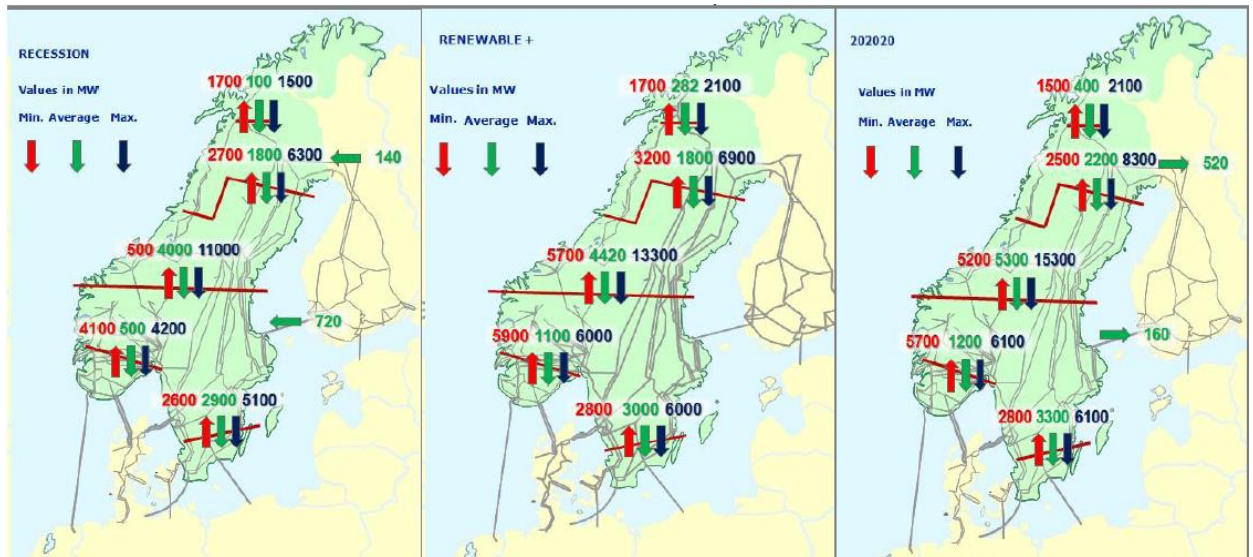 RECESSION
Values in MW
Min. Average Max.
1700 100 1500
2700 1800 6300
140
500 4000 11000
720
4100 500 4200
2600 2900 5100
RENEWABLE +
Values in MW
Min. Average Max.
1700 282 2100
3200 1800 6900
5700 4420 13300
5900 1100 6000
2800 3000 6000
202020
Values in MW
Min. Average Max.
1500 400 2100
2500 2200 8300
520
5200 5300 15300
160
5700 1200 6100
2800 3300 6100